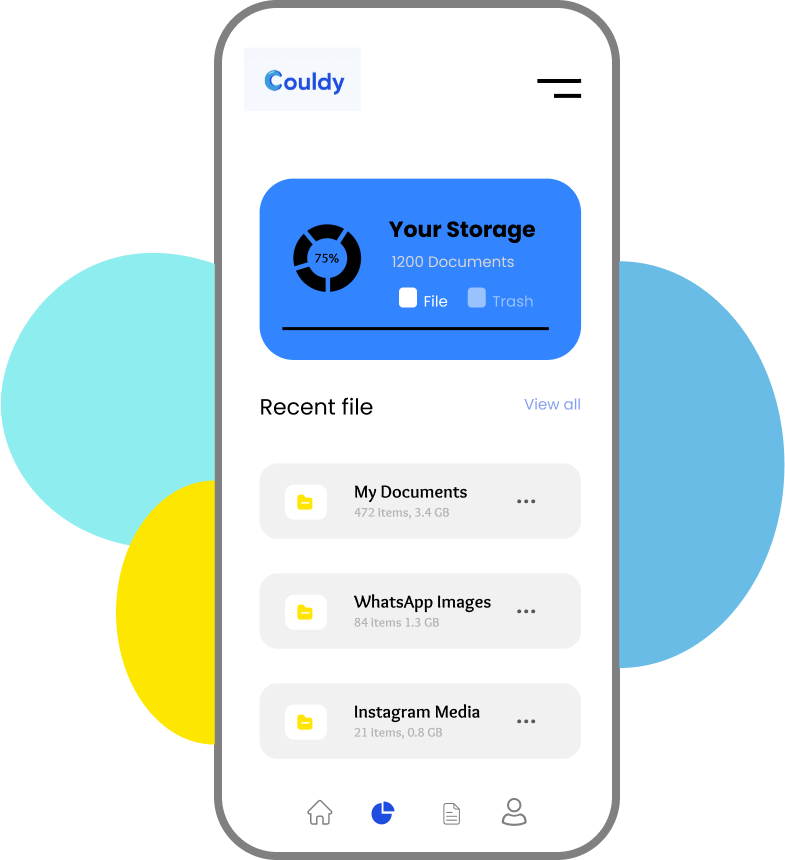 Couldy
Your Storage
75%
1200 Documents
File Trash
Recent file View all
My Documents
472 items, 3.4 GB
WhatsApp Images
84 items 1.3 GB
Instagram Media
21 items, 0.8 GB